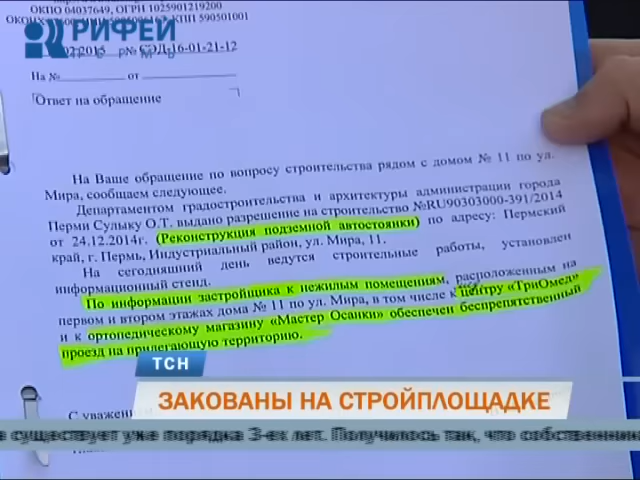 ОКПО 04037649, ОГРН 1025901219200
КПП 590501001
РИФЕЙ
ПЕРМЬ
02 2015 № СЭД-16-01-21-12
На № от
Ответ на обращение
На Ваше обращение по вопросу строительства рядом с домом № 11 по ул.
Мира, сообщаем следующее.
Департаментом градостроительства и архитектуры администрации города
Перми Сулыку О.Т. выдано разрешение на строительство №RU90303000-391/2014
от 24.12.2014г. (Реконструкция подземной автостоянки) по адресу: Пермский
край, г. Пермь, Индустриальный район, ул. Мира, 11.
На сегодняшний день ведутся строительные работы, установлен
информационный стенд.
По информации застройщика к нежилым помещениям, расположенным на
первом и втором этажах дома № 11 по ул. Мира, в том числе к центру «ТриОмед»
и к ортопедическому магазину «Мастер Осанки» обеспечен беспрепятственный
проезд на прилегающую территорию.
ТСН
ЗАКОВАНЫ НА СТРОЙПЛОЩАДКЕ
С уважен
в существует уже порядка 3-ех лет. Получилось так, что собственник